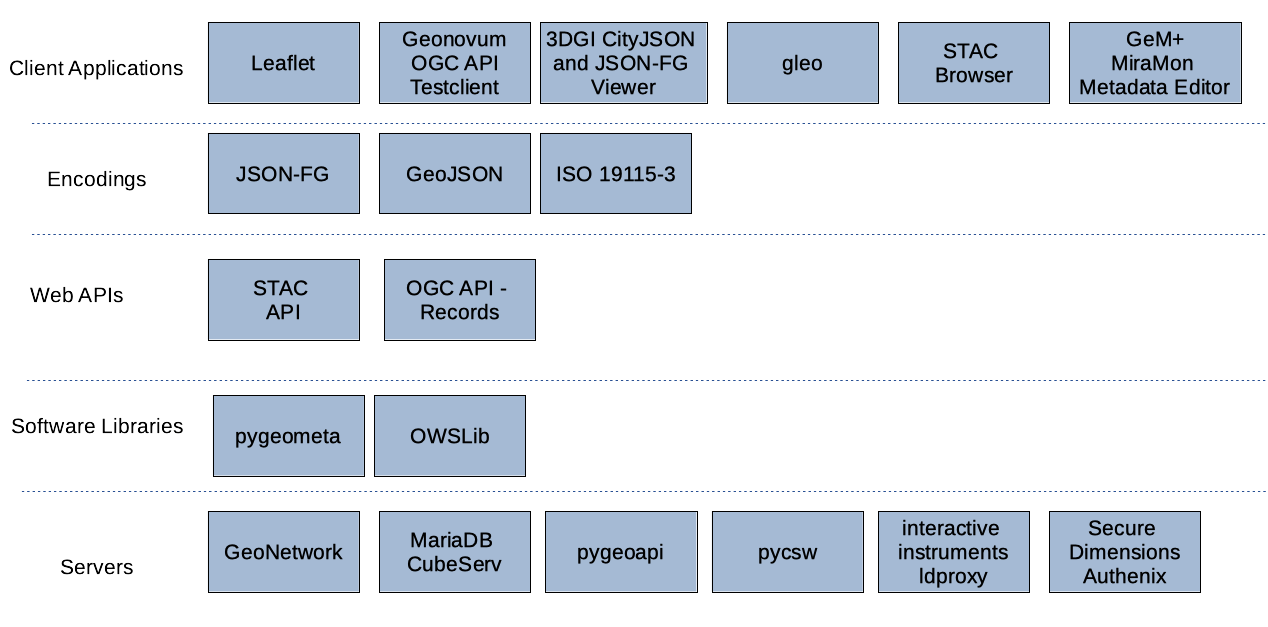 Client Applications
Leaflet
Geonovum
OGC API
Testclient
3DGI CityJSON
and JSON-FG
Viewer
gleo
STAC
Browser
GeM+
MiraMon
Metadata Editor
Encodings
JSON-FG
GeoJSON
ISO 19115-3
Web APIs
STAC
API
OGC API -
Records
Software Libraries
pygeometa
OWSLib
Servers
GeoNetwork
MariaDB
CubeServ
pygeoapi
pycsw
interactive
instruments
ldproxy
Secure
Dimensions
Authenix